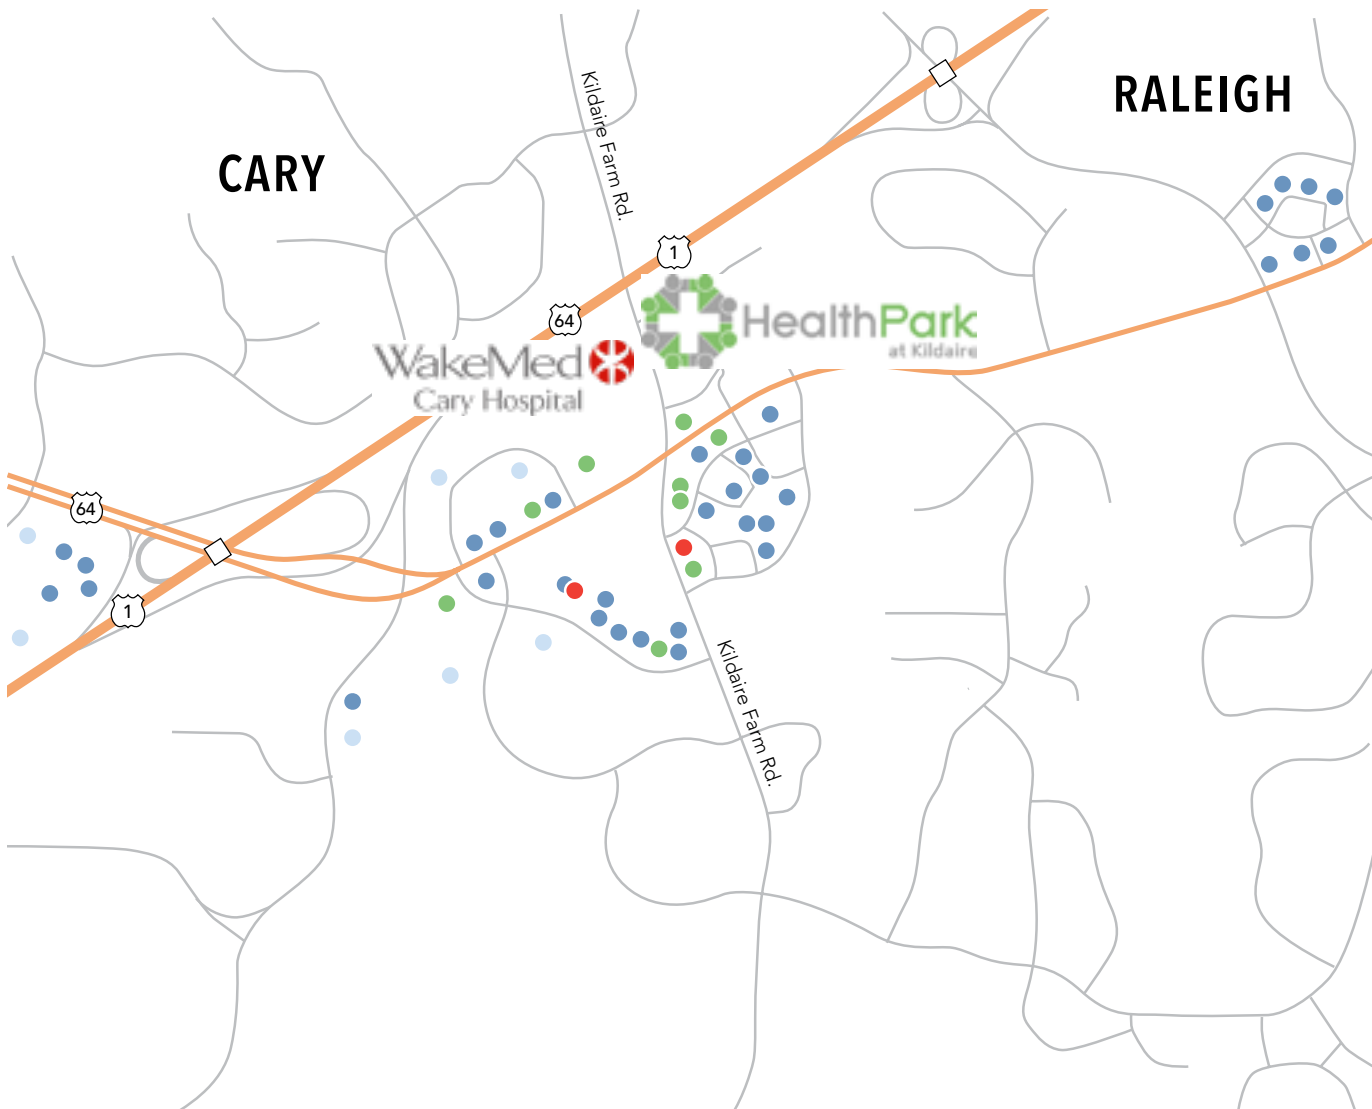 Kildaire Farm Rd.
RALEIGH
CARY
1
64
HealthPark
at Kildaire
WakeMed
Cary Hospital
64
1
Kildaire Farm Rd.